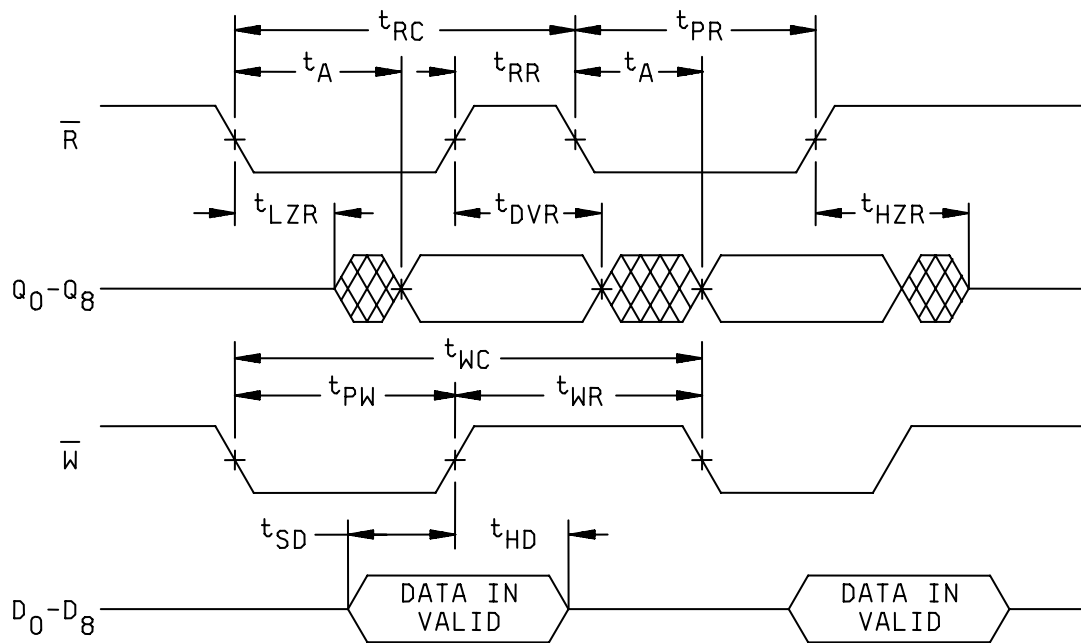 tRC tPR
tA tRR tA
R̅
tLZR tDVR tHZR
Q0-Q8
tWC
tPW tWR
W̅
tSD tHD
D0-D8 DATA IN VALID DATA IN VALID